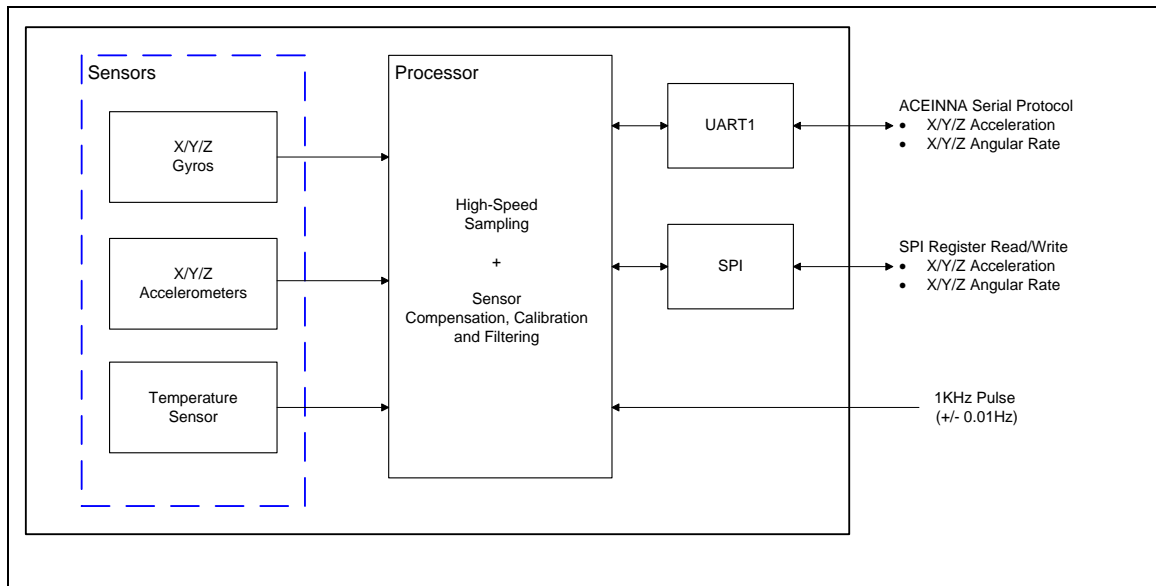 Sensors
X/Y/Z
Gyros
X/Y/Z
Accelerometers
Temperature
Sensor
Processor
High-Speed
Sampling
+
Sensor
Compensation, Calibration
and Filtering
UART1
SPI
ACEINNA Serial Protocol
• X/Y/Z Acceleration
• X/Y/Z Angular Rate
SPI Register Read/Write
• X/Y/Z Acceleration
• X/Y/Z Angular Rate
1KHz Pulse
(+/- 0.01Hz)